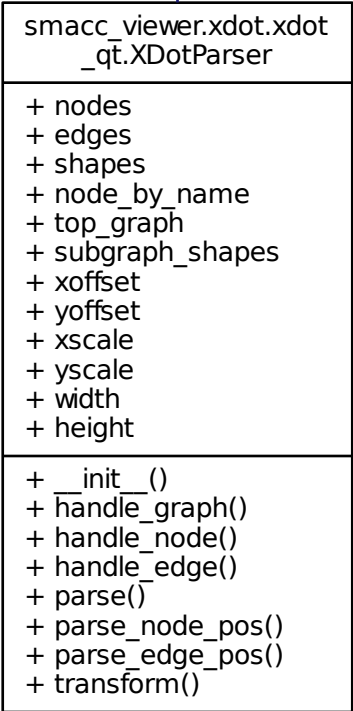 smacc_viewer.xdot.xdot
_qt.XDotParser
+ nodes
+ edges
+ shapes
+ node_by_name
+ top_graph
+ subgraph_shapes
+ xoffset
+ yoffset
+ xscale
+ yscale
+ width
+ height
+ __init__()
+ handle_graph()
+ handle_node()
+ handle_edge()
+ parse()
+ parse_node_pos()
+ parse_edge_pos()
+ transform()